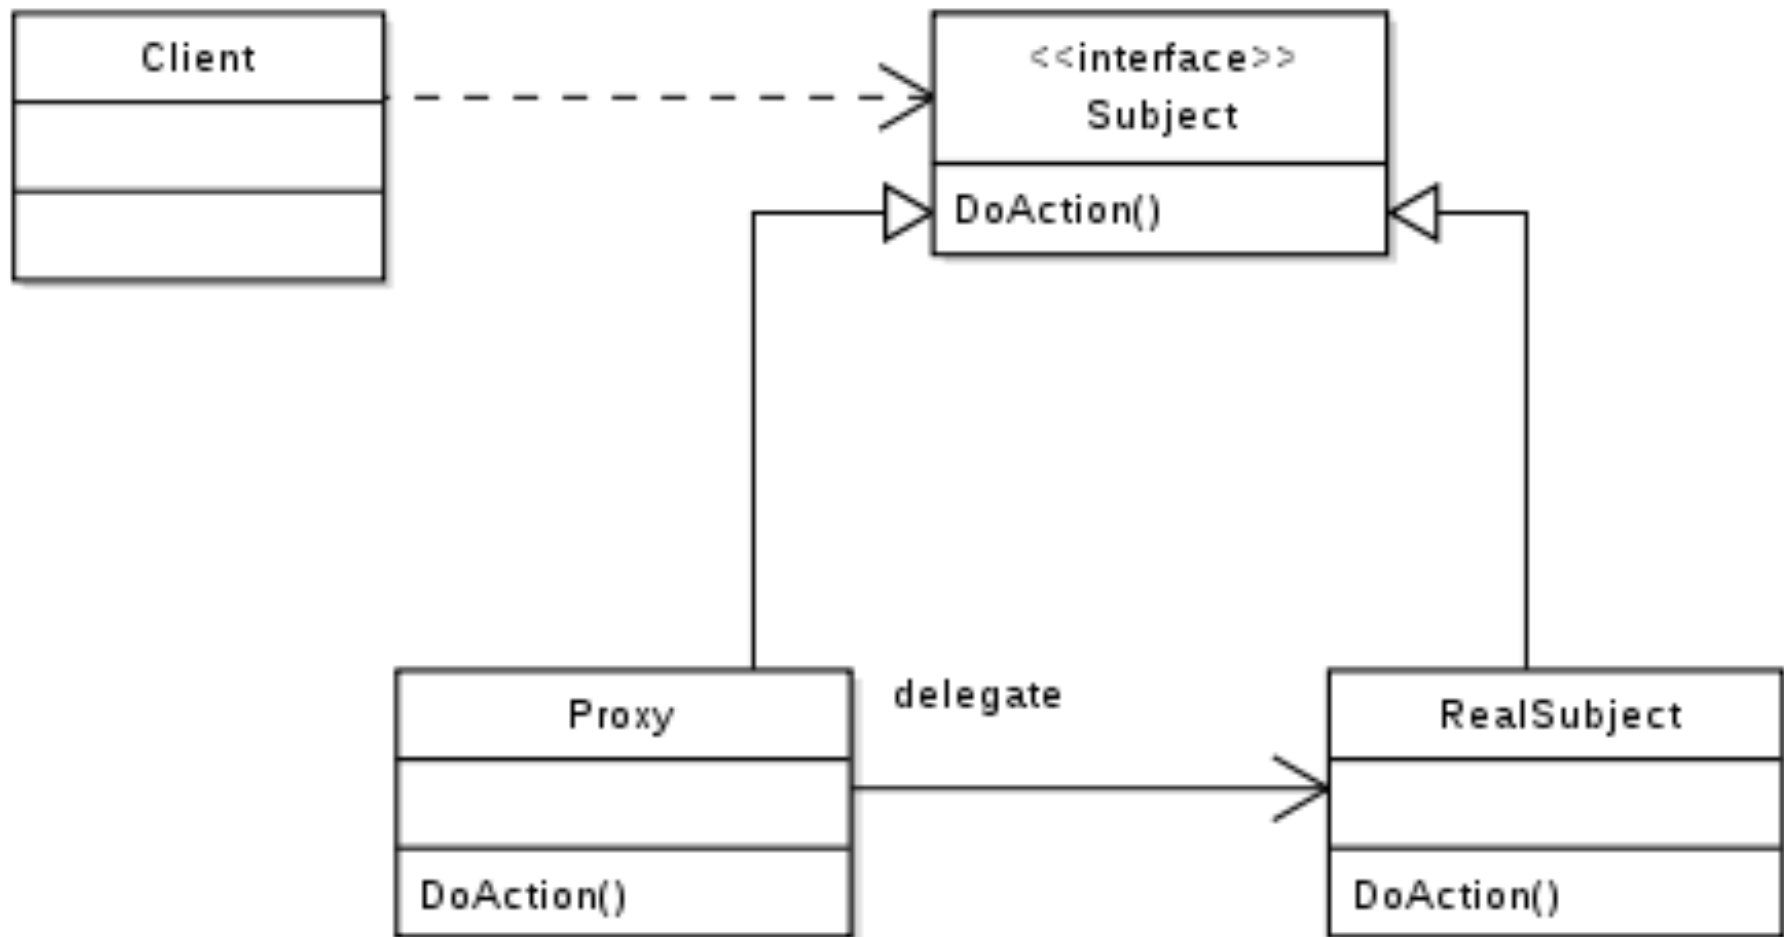 Client
<<interface>>
Subject
DoAction()
Proxy
delegate
RealSubject
DoAction()
DoAction()